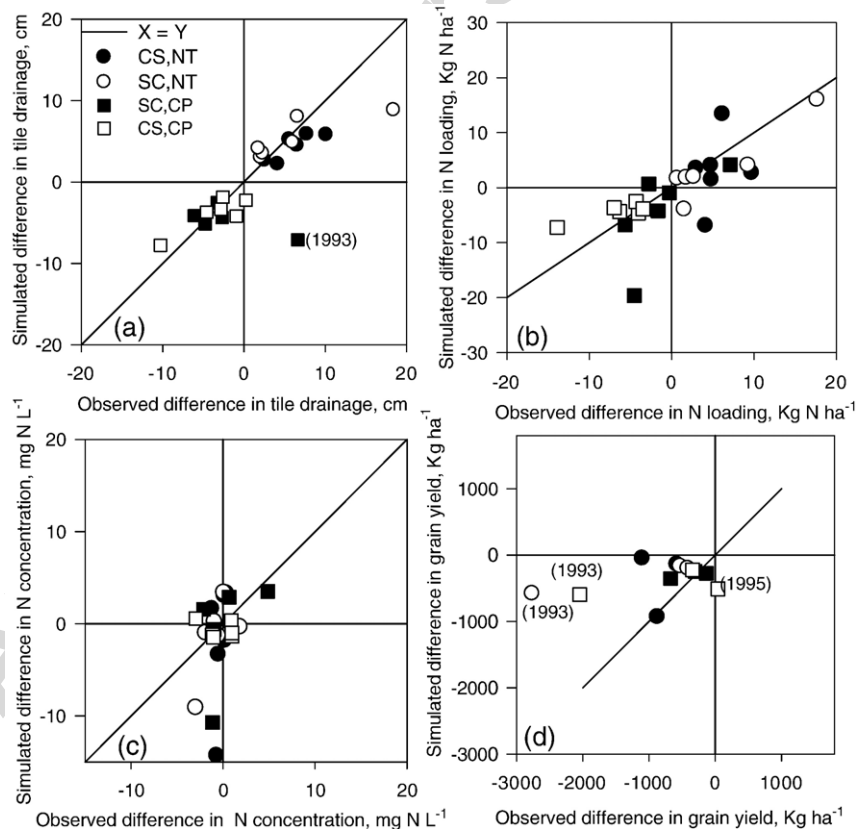 X = Y
CS,NT
SC,NT
SC,CP
CS,CP
20
10
0
-10
-20
-20
-10
0
10
20
(1993)
(a)
Simulated difference in tile drainage, cm
Observed difference in tile drainage, cm
30
20
10
0
-10
-20
-30
-20
-10
0
10
20
(b)
Simulated difference in N loading, Kg N ha⁻¹
Observed difference in N loading, Kg N ha⁻¹
20
10
0
-10
-10
0
10
20
(c)
Simulated difference in N concentration, mg N L⁻¹
Observed difference in N concentration, mg N L⁻¹
1000
0
-1000
-2000
-3000
-3000
-2000
-1000
0
1000
(1993)
(1993)
(1995)
(d)
Simulated difference in grain yield, Kg ha⁻¹
Observed difference in grain yield, Kg ha⁻¹